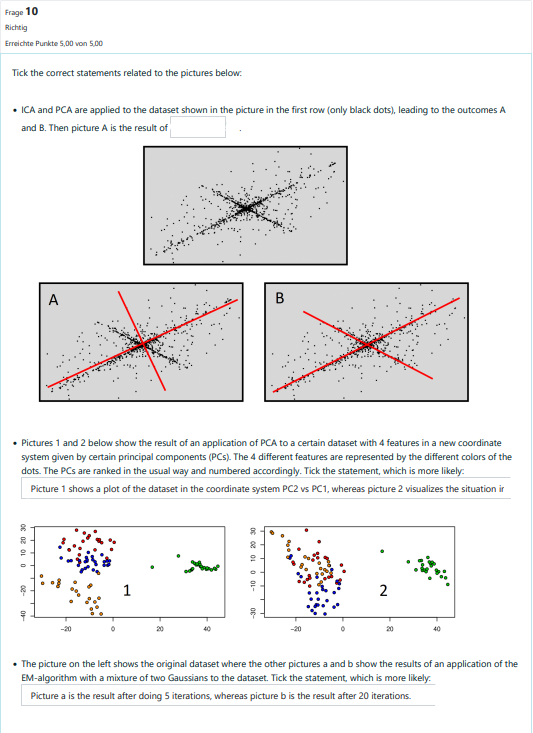 Frage 10
Richtig
Erreichte Punkte 5,00 von 5,00
Tick the correct statements related to the pictures below:
• ICA and PCA are applied to the dataset shown in the picture in the first row (only black dots), leading to the outcomes A
and B. Then picture A is the result of .
A
B
• Pictures 1 and 2 below show the result of an application of PCA to a certain dataset with 4 features in a new coordinate
system given by certain principal components (PCs). The 4 different features are represented by the different colors of the
dots. The PCs are ranked in the usual way and numbered accordingly. Tick the statement, which is more likely:
Picture 1 shows a plot of the dataset in the coordinate system PC2 vs PC1, whereas picture 2 visualizes the situation ir
30
20
10
0
-20
-40
1
-20 0 20 40
30
20
10
0
-10
-30
2
-20 0 20 40
• The picture on the left shows the original dataset where the other pictures a and b show the results of an application of the
EM-algorithm with a mixture of two Gaussians to the dataset. Tick the statement, which is more likely:
Picture a is the result after doing 5 iterations, whereas picture b is the result after 20 iterations.